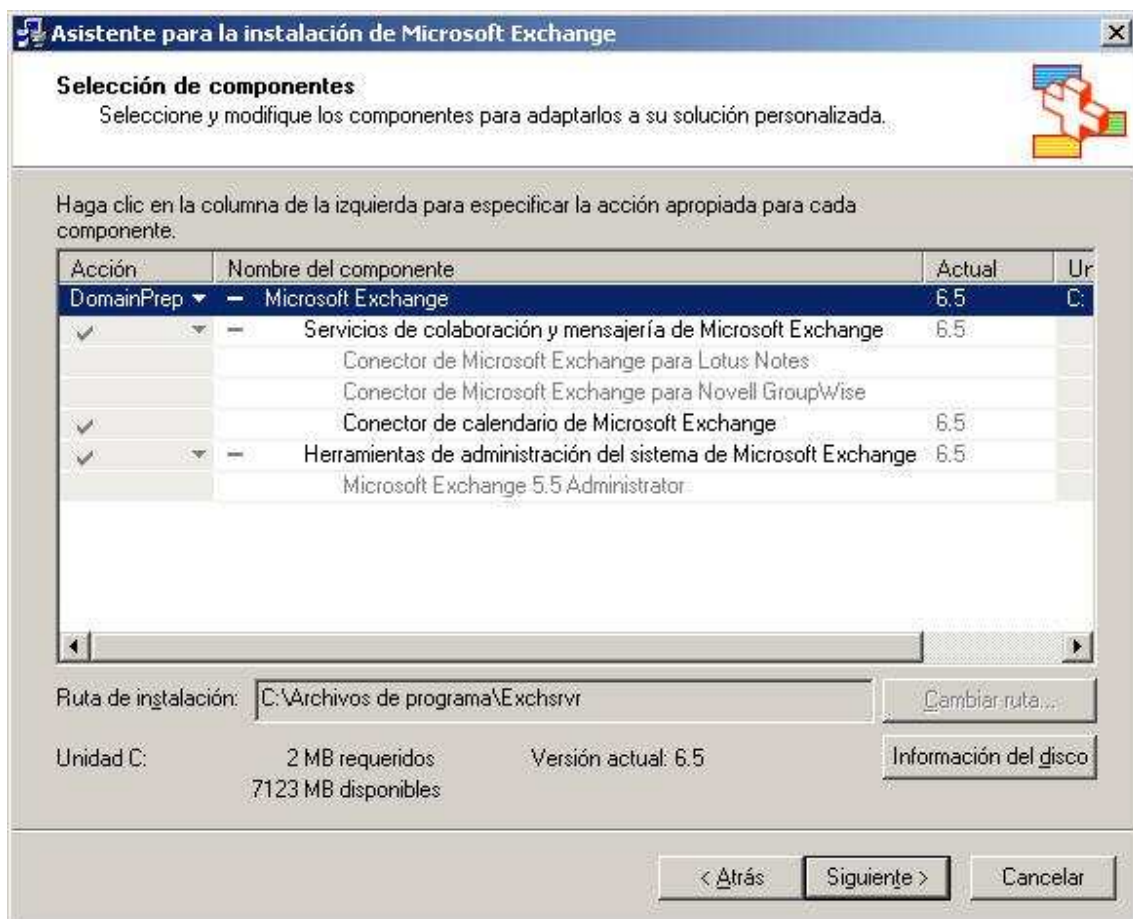 Asistente para la instalación de Microsoft Exchange
Selección de componentes
Seleccione y modifique los componentes para adaptarlos a su solución personalizada.
Haga clic en la columna de la izquierda para especificar la acción apropiada para cada
componente.
Acción Nombre del componente Actual Ur
DomainPrep Microsoft Exchange 6.5 C:
Servicios de colaboración y mensajería de Microsoft Exchange 6.5
Conector de Microsoft Exchange para Lotus Notes
Conector de Microsoft Exchange para Novell GroupWise
Conector de calendario de Microsoft Exchange 6.5
Herramientas de administración del sistema de Microsoft Exchange 6.5
Microsoft Exchange 5.5 Administrator
Ruta de instalación: C:\Archivos de programa\Exchsrvr Cambiar ruta...
Unidad C: 2 MB requeridos Versión actual: 6.5 Información del disco
7123 MB disponibles
< Atrás Siguiente > Cancelar